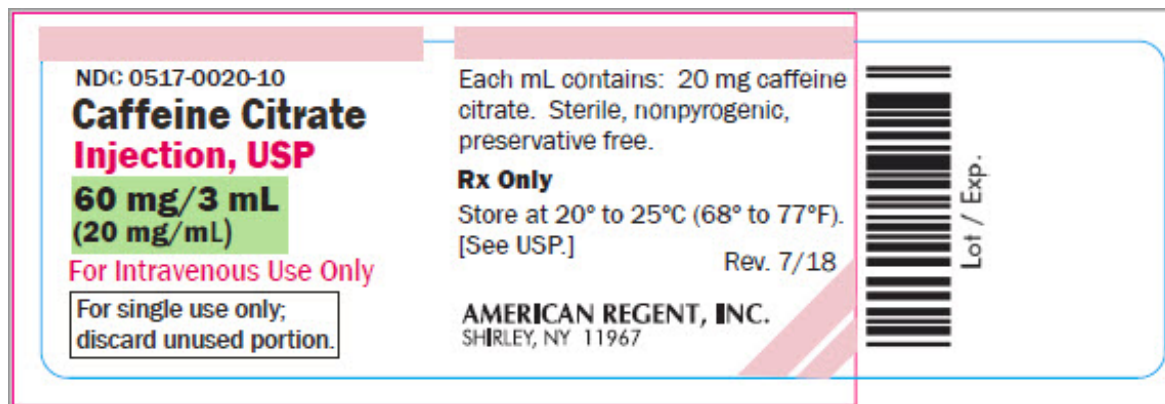 NDC 0517-0020-10
Caffeine Citrate
Injection, USP
60 mg/3 mL
(20 mg/mL)
For Intravenous Use Only
For single use only;
discard unused portion.
Each mL contains: 20 mg caffeine
citrate. Sterile, nonpyrogenic,
preservative free.
Rx Only
Store at 20° to 25°C (68° to 77°F).
[See USP.]
Rev. 7/18
AMERICAN REGENT, INC.
SHIRLEY, NY 11967
Lot / Exp.